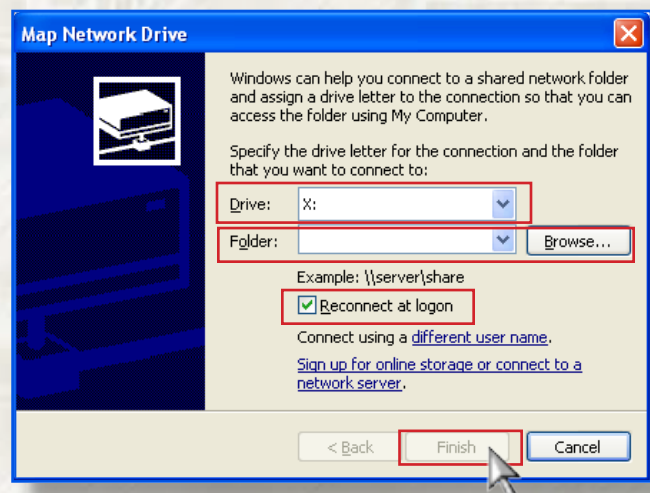 Map Network Drive
Windows can help you connect to a shared network folder
and assign a drive letter to the connection so that you can
access the folder using My Computer.
Specify the drive letter for the connection and the folder
that you want to connect to:
Drive: X:
Folder: Browse...
Example: \\server\share
Reconnect at logon
Connect using a different user name.
Sign up for online storage or connect to a
network server.
< Back Finish Cancel